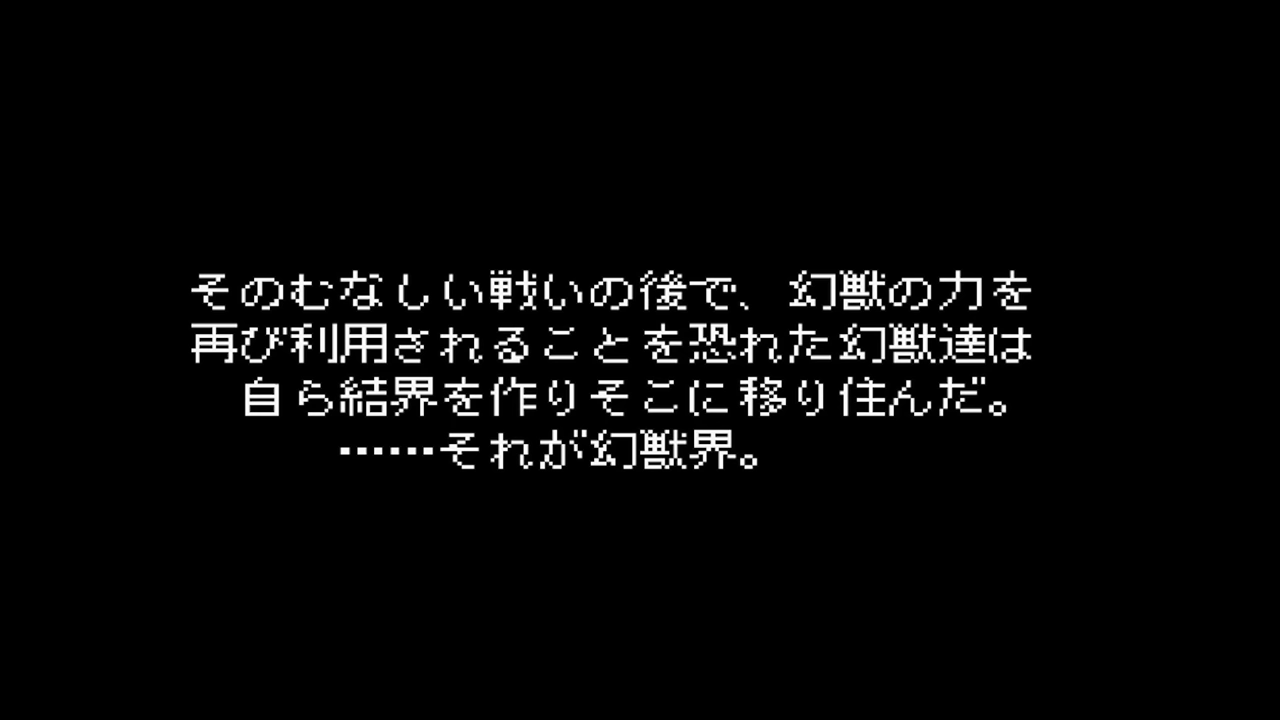 そのむなしい戦いの後で、幻獣の力を
再び利用されることを恐れた幻獣達は
自ら結界を作りそこに移り住んだ。
……それが幻獣界。